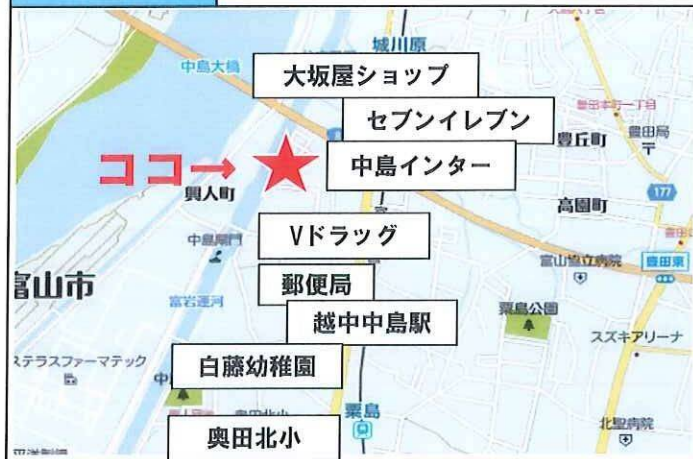 城川原
中島大橋
大坂屋ショップ
豊田本町一丁目
セブンイレブン
豊丘町
豊田局
ココ→
中島インター
興人町
177
高園町
Vドラッグ
中島閘門
富山協立病院
豊田東
富山市
郵便局
富岩運河
越中中島駅
粟島公園
スズキアリーナ
ステラスファーマテック
白藤幼稚園
粟島
奥田北小
奥田北小
北聖病院